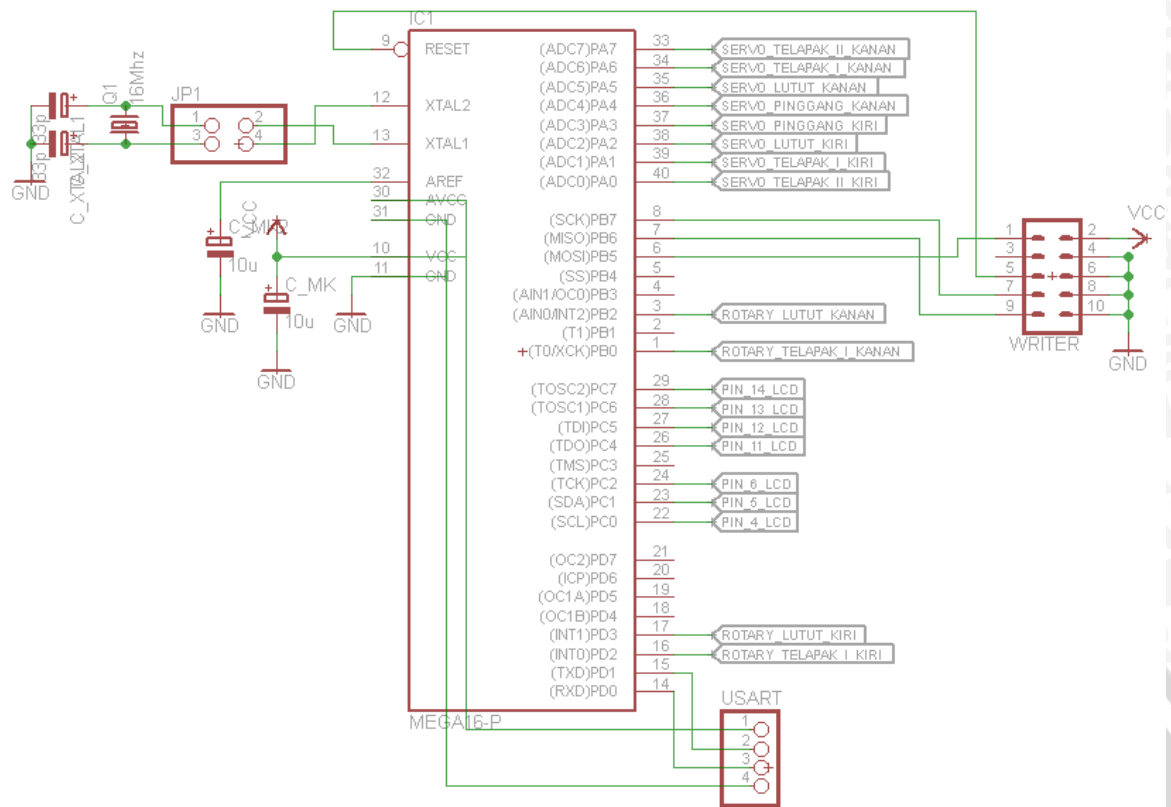 IC1
9 RESET
12 XTAL2
13 XTAL1
32 AREF
30 AVCC
31 GND
10 VCC
11 GND
MEGA16-P
(ADC7)PA7 33 SERVO_TELAPAK_II_KANAN
(ADC6)PA6 34 SERVO_TELAPAK_I_KANAN
(ADC5)PA5 35 SERVO_LUTUT_KANAN
(ADC4)PA4 36 SERVO_PINGGANG_KANAN
(ADC3)PA3 37 SERVO_PINGGANG_KIRI
(ADC2)PA2 38 SERVO_LUTUT_KIRI
(ADC1)PA1 39 SERVO_TELAPAK_I_KIRI
(ADC0)PA0 40 SERVO_TELAPAK_II_KIRI
(SCK)PB7 8
(MISO)PB6 7
(MOSI)PB5 6
(SS)PB4 5
(AIN1/OC0)PB3 4
(AIN0/INT2)PB2 3 ROTARY_LUTUT_KANAN
(T1)PB1 2
(T0/XCK)PB0 1 ROTARY_TELAPAK_I_KANAN
(TOSC2)PC7 29 PIN_14_LCD
(TOSC1)PC6 28 PIN_13_LCD
(TDI)PC5 27 PIN_12_LCD
(TDO)PC4 26 PIN_11_LCD
(TMS)PC3 25
(TCK)PC2 24 PIN_6_LCD
(SDA)PC1 23 PIN_5_LCD
(SCL)PC0 22 PIN_4_LCD
(OC2)PD7 21
(ICP)PD6 20
(OC1A)PD5 19
(OC1B)PD4 18
(INT1)PD3 17 ROTARY_LUTUT_KIRI
(INT0)PD2 16 ROTARY_TELAPAK_I_KIRI
(TXD)PD1 15
(RXD)PD0 14
Q1
16Mhz
JP1
1 2
3 4
33p
33p
GND
VCC
10u
GND
C_MK
10u
GND
GND
VCC
1 2
3 4
5 6
7 8
9 10
WRITER
GND
USART
1
2
3
4